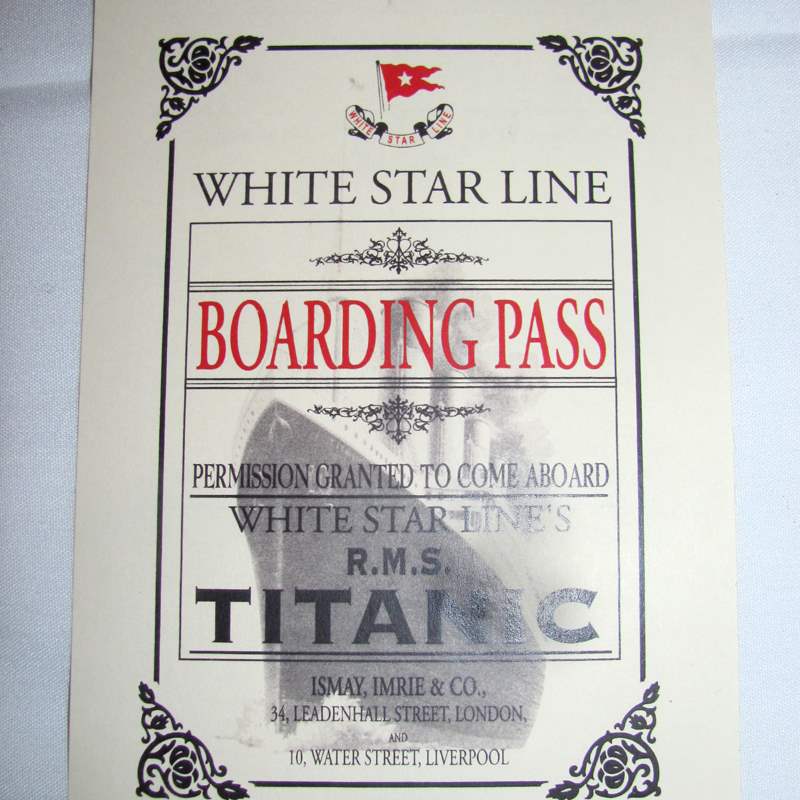 WHITE STAR LINE
WHITE STAR LINE
BOARDING PASS
PERMISSION GRANTED TO COME ABOARD
WHITE STAR LINE'S
R.M.S.
TITANIC
ISMAY, IMRIE & CO.,
34, LEADENHALL STREET, LONDON,
AND
10, WATER STREET, LIVERPOOL